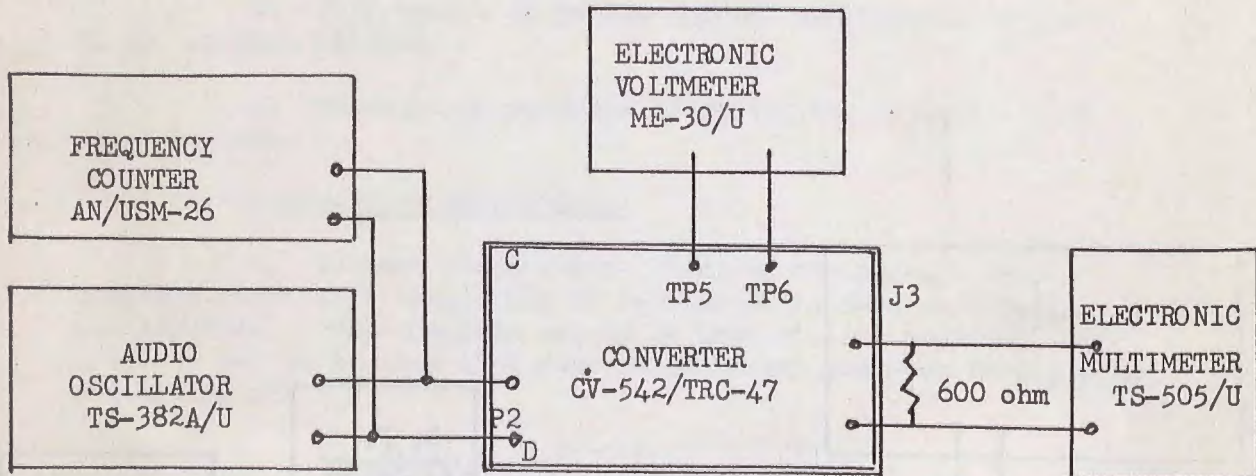 ELECTRONIC
VOLTMETER
ME-30/U
FREQUENCY
COUNTER
AN/USM-26
C
TP5 TP6
J3
AUDIO
OSCILLATOR
TS-382A/U
CONVERTER
CV-542/TRC-47
P2
D
600 ohm
ELECTRONIC
MULTIMETER
TS-505/U